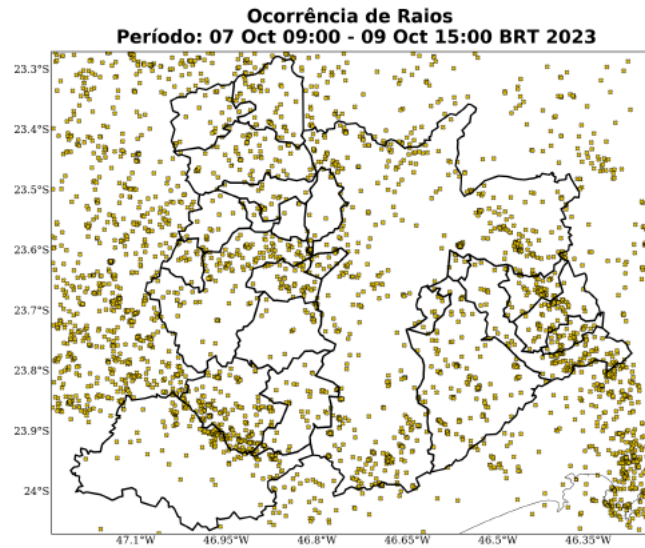 Ocorrência de Raios
Período: 07 Oct 09:00 - 09 Oct 15:00 BRT 2023
23.3°S
23.4°S
23.5°S
23.6°S
23.7°S
23.8°S
23.9°S
24°S
47.1°W 46.95°W 46.8°W 46.65°W 46.5°W 46.35°W